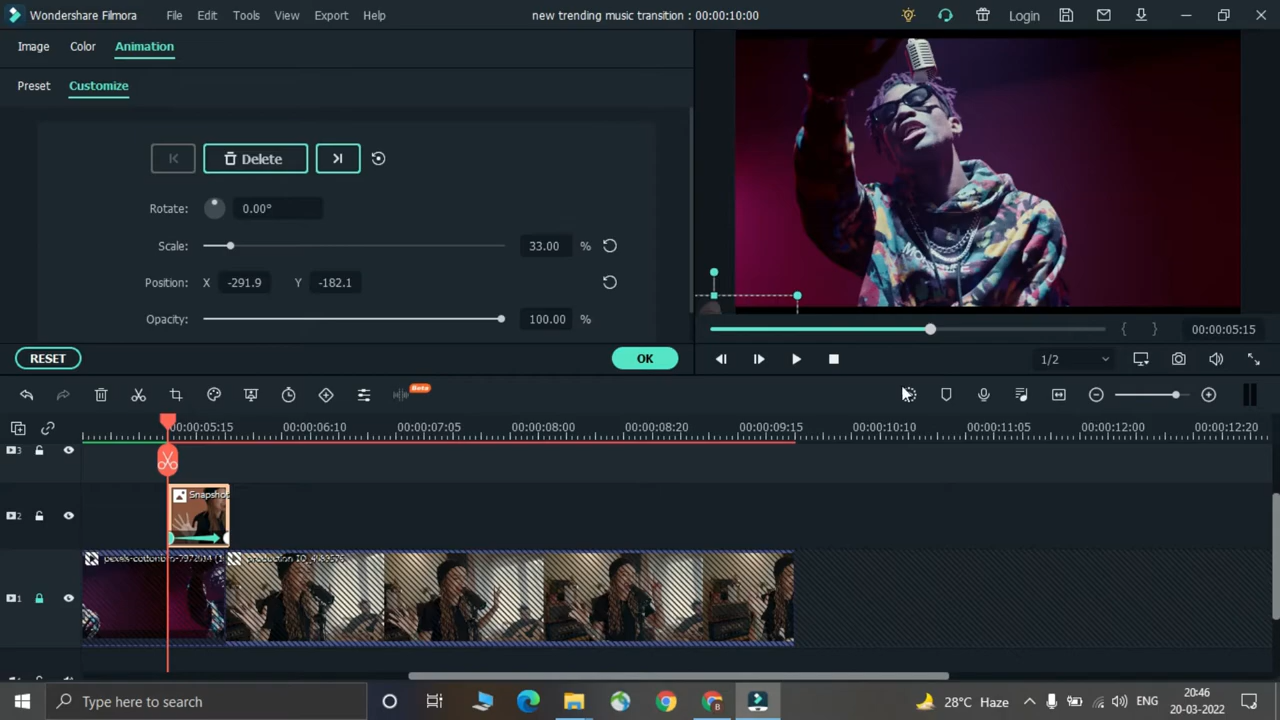 Wondershare Filmora File Edit Tools View Export Help new trending music transition : 00:00:10:00 Login
Image Color Animation
Preset Customize
Delete
Rotate: 0.00°
Scale: 33.00 %
Position: X -291.9 Y -182.1
Opacity: 100.00 %
00:00:05:15
RESET OK 1/2
Beta
00:00:05:15 00:00:06:10 00:00:07:05 00:00:08:00 00:00:08:20 00:00:09:15 00:00:10:10 00:00:11:05 00:00:12:00 00:00:12:20
3
Snapshot
2
production ID_4989576
1
Type here to search
28°C Haze ENG 20:46
20-03-2022